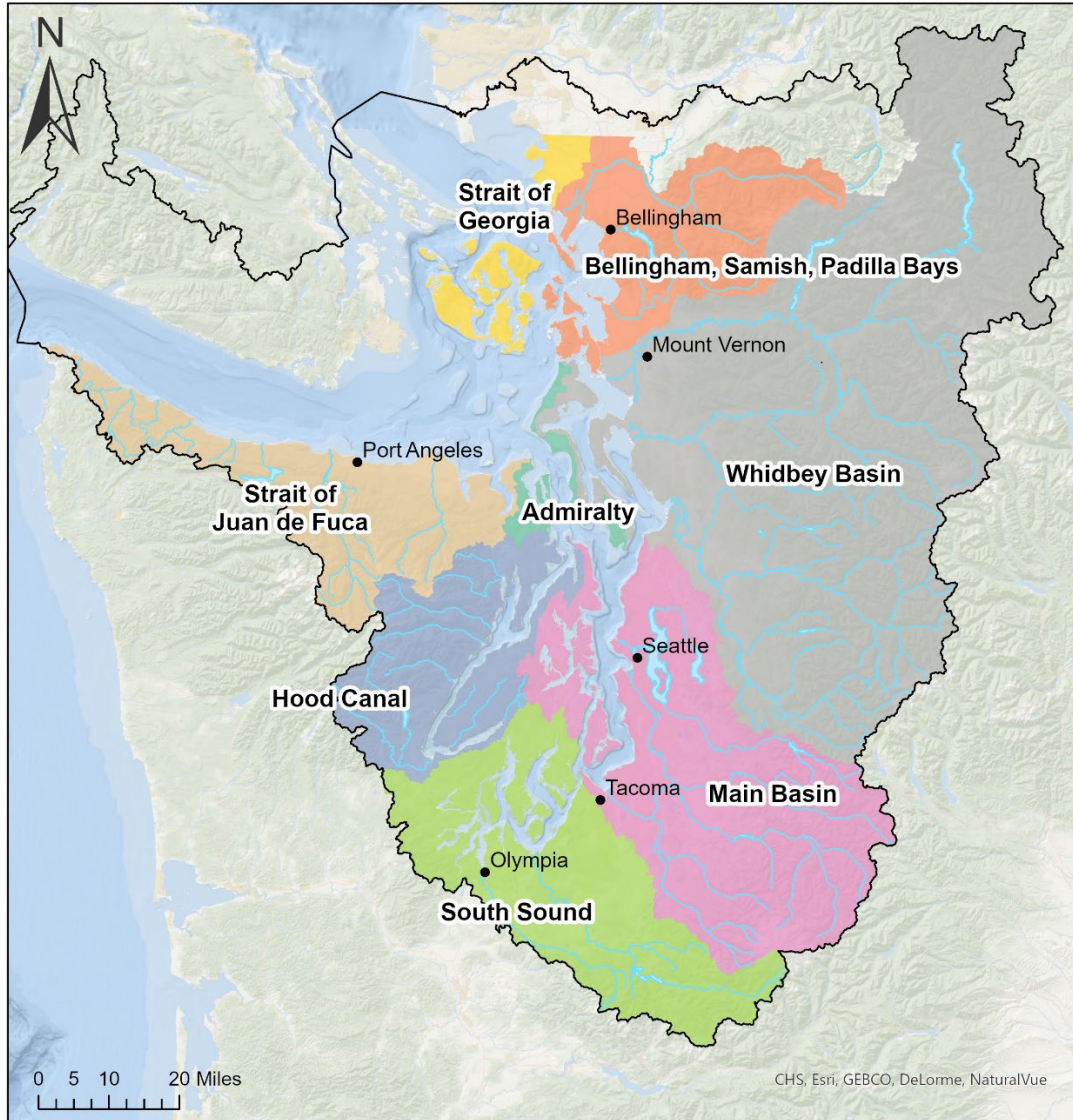 N
Strait of
Georgia
Bellingham
Bellingham, Samish, Padilla Bays
Mount Vernon
Port Angeles
Whidbey Basin
Strait of
Juan de Fuca
Admiralty
Seattle
Hood Canal
Main Basin
Tacoma
Olympia
South Sound
0 5 10 20 Miles
CHS, Esri, GEBCO, DeLorme, NaturalVue